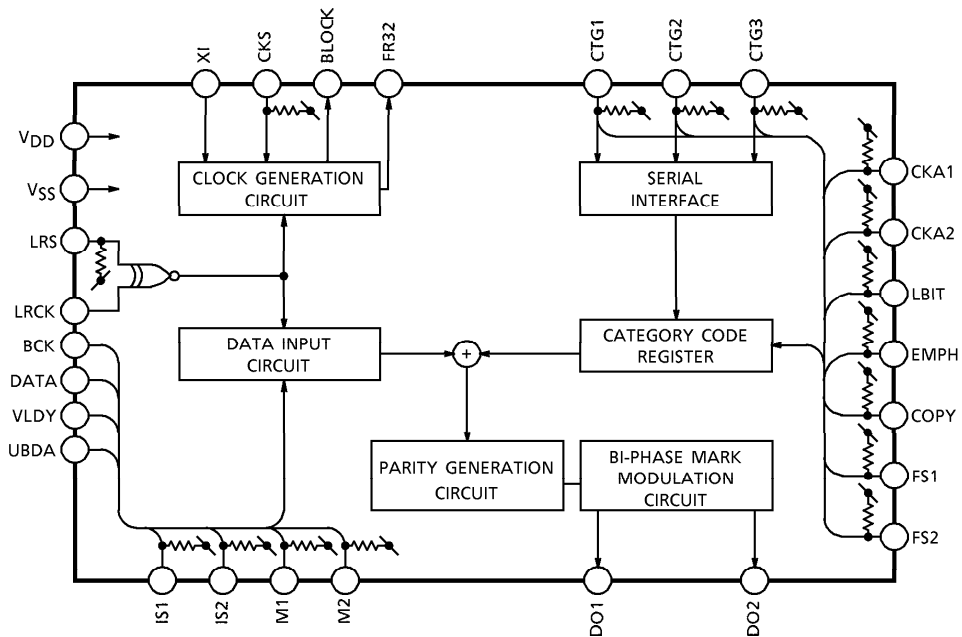 XI
CKS
BLOCK
FR32
CTG1
CTG2
CTG3
VDD
VSS
LRS
LRCK
BCK
DATA
VLDY
UBDA
CLOCK GENERATION
CIRCUIT
SERIAL
INTERFACE
DATA INPUT
CIRCUIT
+
CATEGORY CODE
REGISTER
PARITY GENERATION
CIRCUIT
BI-PHASE MARK
MODULATION
CIRCUIT
CKA1
CKA2
LBIT
EMPH
COPY
FS1
FS2
IS1
IS2
M1
M2
DO1
DO2